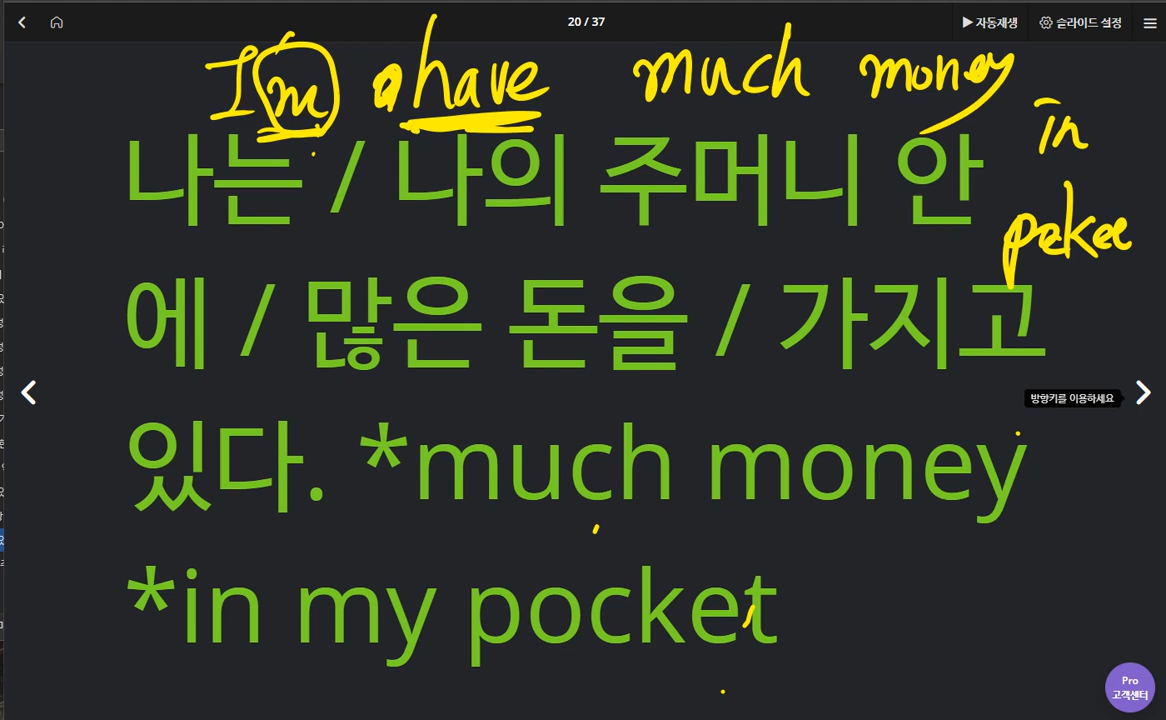 20 / 37
자동재생
슬라이드 설정
I m a have much money
in
나는 / 나의 주머니 안
에 / 많은 돈을 / 가지고
방향키를 이용하세요
있다. *much money
*in my pocket
Pro
고객센터